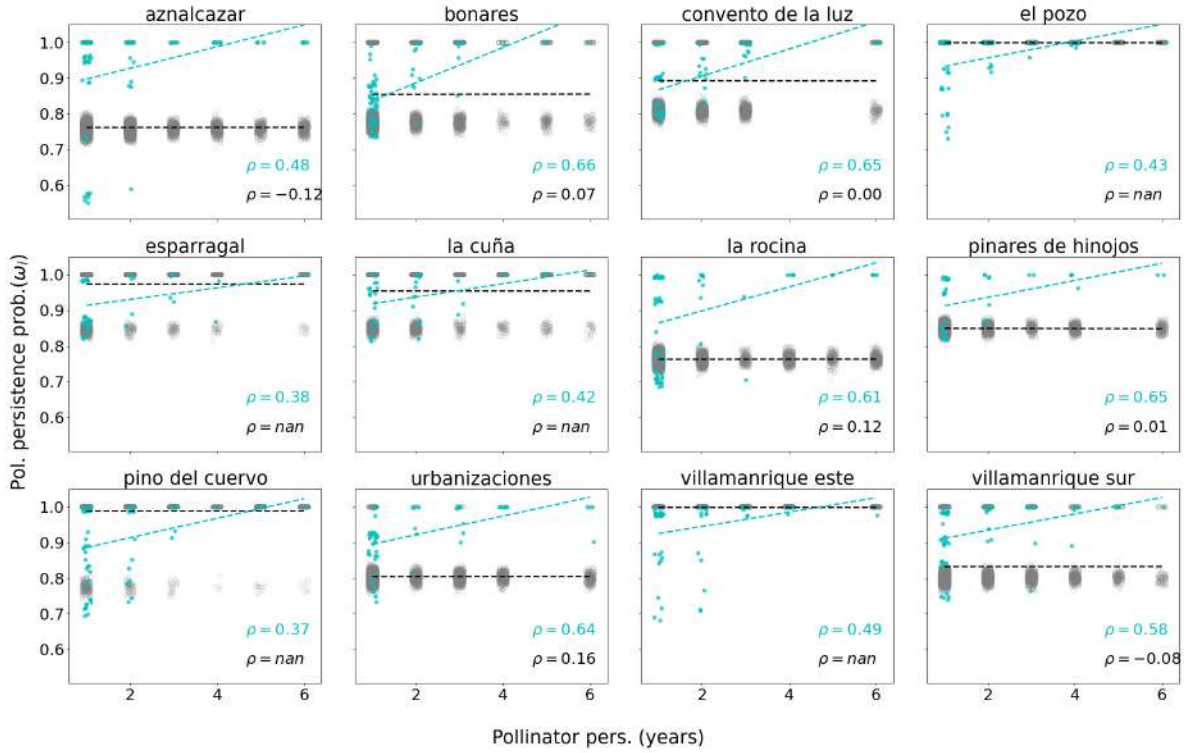 aznalcazar
bonares
convento de la luz
el pozo
1.0
0.9
0.8
0.7
0.6
ρ = 0.48
ρ = −0.12
ρ = 0.66
ρ = 0.07
ρ = 0.65
ρ = 0.00
ρ = 0.43
ρ = nan
esparragal
la cuña
la rocina
pinares de hinojos
Pol. persistence prob.(ωi)
1.0
0.9
0.8
0.7
0.6
ρ = 0.38
ρ = nan
ρ = 0.42
ρ = nan
ρ = 0.61
ρ = 0.12
ρ = 0.65
ρ = 0.01
pino del cuervo
urbanizaciones
villamanrique este
villamanrique sur
1.0
0.9
0.8
0.7
0.6
ρ = 0.37
ρ = nan
ρ = 0.64
ρ = 0.16
ρ = 0.49
ρ = nan
ρ = 0.58
ρ = −0.08
2 4 6
2 4 6
2 4 6
2 4 6
Pollinator pers. (years)